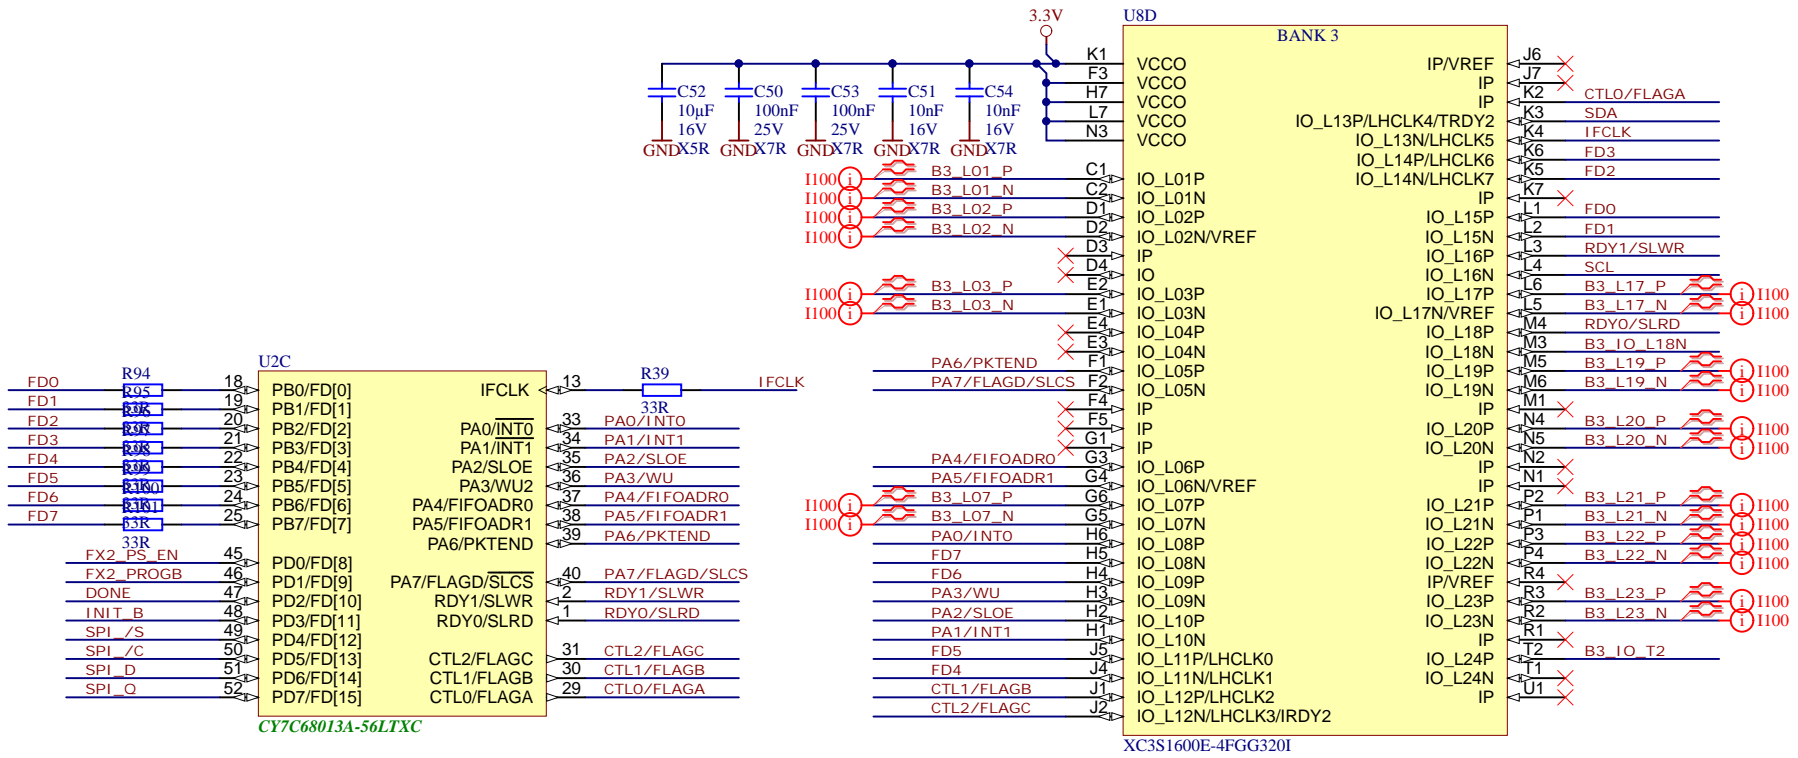 3.3V
U8D
BANK 3
C52
10µF
16V
X5R
GND
C50
100nF
25V
X7R
GND
C53
100nF
25V
X7R
GND
C51
10nF
16V
X7R
GND
C54
10nF
16V
X7R
GND
K1 VCCO
F3 VCCO
H7 VCCO
L7 VCCO
N3 VCCO
I100 i B3_L01_P C1 IO_L01P
I100 i B3_L01_N C2 IO_L01N
I100 i B3_L02_P D1 IO_L02P
I100 i B3_L02_N D2 IO_L02N/VREF
D3 IP
D4 IO
I100 i B3_L03_P E2 IO_L03P
I100 i B3_L03_N E1 IO_L03N
E4 IO_L04P
E3 IO_L04N
PA6/PKTEND F1 IO_L05P
PA7/FLAGD/SLCS F2 IO_L05N
F4 IP
F5 IP
G1 IP
PA4/FIFOADR0 G3 IO_L06P
PA5/FIFOADR1 G4 IO_L06N/VREF
I100 i B3_L07_P G6 IO_L07P
I100 i B3_L07_N G5 IO_L07N
PA0/INT0 H6 IO_L08P
FD7 H5 IO_L08N
FD6 H4 IO_L09P
PA3/WU H3 IO_L09N
PA2/SLOE H2 IO_L10P
PA1/INT1 H1 IO_L10N
FD5 J5 IO_L11P/LHCLK0
FD4 J4 IO_L11N/LHCLK1
CTL1/FLAGB J1 IO_L12P/LHCLK2
CTL2/FLAGC J2 IO_L12N/LHCLK3/IRDY2
IP/VREF J6
IP J7
IP K2 CTL0/FLAGA
IO_L13P/LHCLK4/TRDY2 K3 SDA
IO_L13N/LHCLK5 K4 IFCLK
IO_L14P/LHCLK6 K6 FD3
IO_L14N/LHCLK7 K5 FD2
IP K7
IO_L15P L1 FD0
IO_L15N L2 FD1
IO_L16P L3 RDY1/SLWR
IO_L16N L4 SCL
IO_L17P L6 B3_L17_P i I100
IO_L17N/VREF L5 B3_L17_N i I100
IO_L18P M4 RDY0/SLRD
IO_L18N M3 B3_IO_L18N
IO_L19P M5 B3_L19_P i I100
IO_L19N M6 B3_L19_N i I100
IP M1
IO_L20P N4 B3_L20_P i I100
IO_L20N N5 B3_L20_N i I100
IP N2
IP N1
IO_L21P P2 B3_L21_P i I100
IO_L21N P1 B3_L21_N i I100
IO_L22P P3 B3_L22_P i I100
IO_L22N P4 B3_L22_N i I100
IP/VREF R4
IO_L23P R3 B3_L23_P i I100
IO_L23N R2 B3_L23_N i I100
IP R1
IO_L24P T2 B3_IO_T2
IO_L24N T1
IP U1
XC3S1600E-4FGG320I
U2C
R94
FD0 18 PB0/FD[0]
R95
FD1 19 PB1/FD[1]
FD2 20 PB2/FD[2]
FD3 21 PB3/FD[3]
FD4 22 PB4/FD[4]
FD5 23 PB5/FD[5]
FD6 24 PB6/FD[6]
FD7 25 PB7/FD[7]
33R
33R
FX2_PS_EN 45 PD0/FD[8]
FX2_PROGB 46 PD1/FD[9]
DONE 47 PD2/FD[10]
INIT_B 48 PD3/FD[11]
SPI_/S 49 PD4/FD[12]
SPI_/C 50 PD5/FD[13]
SPI_D 51 PD6/FD[14]
SPI_Q 52 PD7/FD[15]
IFCLK 13 R39 33R IFCLK
PA0/INT0 33 PA0/INT0
PA1/INT1 34 PA1/INT1
PA2/SLOE 35 PA2/SLOE
PA3/WU2 36 PA3/WU
PA4/FIFOADR0 37 PA4/FIFOADR0
PA5/FIFOADR1 38 PA5/FIFOADR1
PA6/PKTEND 39 PA6/PKTEND
PA7/FLAGD/SLCS 40 PA7/FLAGD/SLCS
RDY1/SLWR 2 RDY1/SLWR
RDY0/SLRD 1 RDY0/SLRD
CTL2/FLAGC 31 CTL2/FLAGC
CTL1/FLAGB 30 CTL1/FLAGB
CTL0/FLAGA 29 CTL0/FLAGA
CY7C68013A-56LTXC